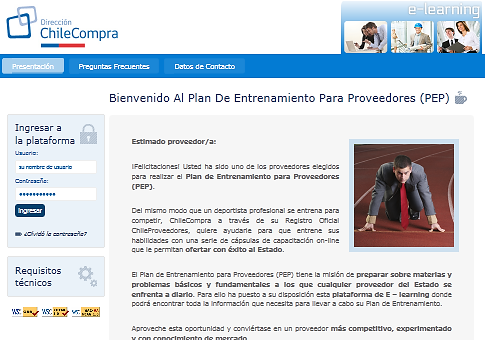 Dirección
ChileCompra
e-learning
Presentación
Preguntas Frecuentes
Datos de Contacto
Bienvenido Al Plan De Entrenamiento Para Proveedores (PEP)
Ingresar a
la plataforma
Usuario:
su nombre de usuario
Contraseña:
Ingresar
¿Olvidó la contraseña?
Requisitos
técnicos
Estimado proveedor/a:
¡Felicitaciones! Usted ha sido uno de los proveedores elegidos
para realizar el Plan de Entrenamiento para Proveedores
(PEP).
Del mismo modo que un deportista profesional se entrena para
competir, ChileCompra a través de su Registro Oficial
ChileProveedores, quiere ayudarle para que entrene sus
habilidades con una serie de cápsulas de capacitación on-line
que le permitan ofertar con éxito al Estado.
El Plan de Entrenamiento para Proveedores (PEP) tiene la misión de preparar sobre materias y
problemas básicos y fundamentales a los que cualquier proveedor del Estado se
enfrenta a diario. Para ello ha puesto a su disposición esta plataforma de E – learning donde
podrá encontrar toda la información que necesita para llevar a cabo su Plan de Entrenamiento.
Aproveche esta oportunidad y conviértase en un proveedor más competitivo, experimentado
y con conocimiento de mercado